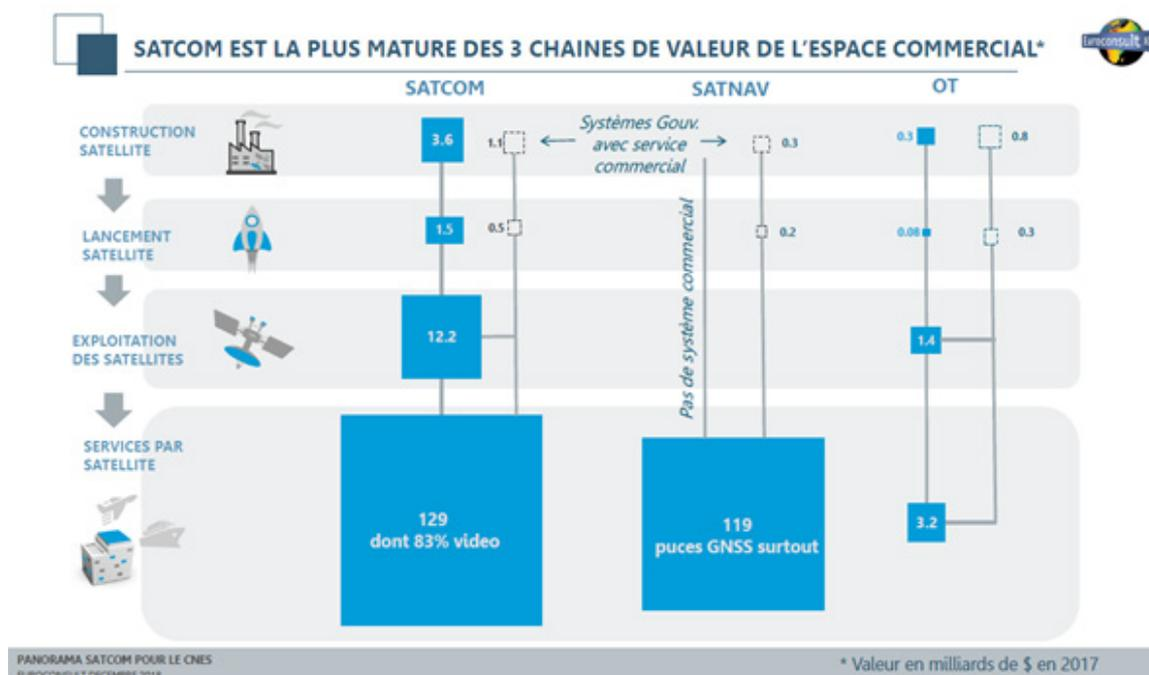 SATCOM EST LA PLUS MATURE DES 3 CHAINES DE VALEUR DE L'ESPACE COMMERCIAL*
Euroconsult
SATCOM
SATNAV
OT
CONSTRUCTION
SATELLITE
3.6
1.1
Systèmes Gouv.
avec service
commercial
0.3
0.3
0.8
LANCEMENT
SATELLITE
1.5
0.5
Pas de système commercial
0.2
0.08
0.3
EXPLOITATION
DES SATELLITES
12.2
1.4
SERVICES PAR
SATELLITE
129
dont 83% video
119
puces GNSS surtout
3.2
PANORAMA SATCOM POUR LE CNES
EUROCONSULT DECEMBRE 2018
* Valeur en milliards de $ en 2017